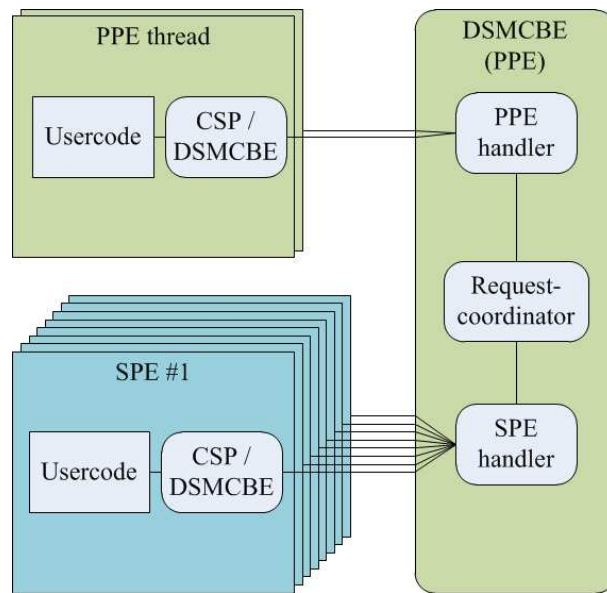 PPE thread
Usercode
CSP /
DSMCBE
DSMCBE
(PPE)
PPE
handler
Request-
coordinator
SPE
handler
SPE #1
Usercode
CSP /
DSMCBE